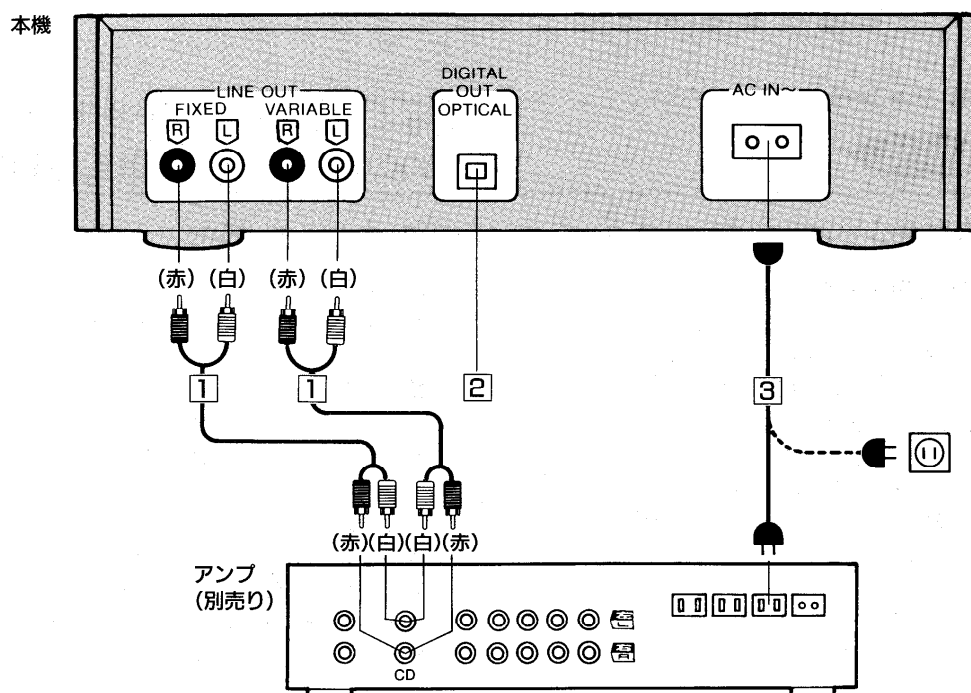 本機
DIGITAL
OUT
OPTICAL
LINE OUT
FIXED
VARIABLE
R
L
R
L
AC IN~
(赤)
(白)
(赤)
(白)
1
1
2
3
(赤)(白)(白)(赤)
アンプ
(別売り)
CD